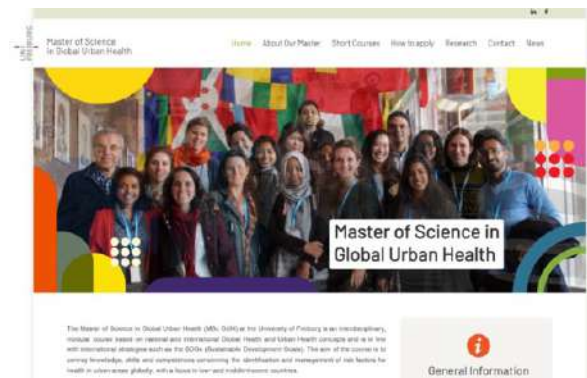 in f
UNI
FREIBURG
Master of Science
in Global Urban Health
Home About Our Master Short Courses How to apply Research Contact News
Master of Science in
Global Urban Health
The Master of Science in Global Urban Health (MSc GUH) at the University of Freiburg is an interdisciplinary,
modular course based on national and international Global Health and Urban Health concepts and is in line
with international strategies such as the SDGs (Sustainable Development Goals). The aim of the course is to
convey knowledge, skills and competences concerning the identification and management of risk factors for
health in urban areas globally, with a focus on low- and middle-income countries.
i
General Information